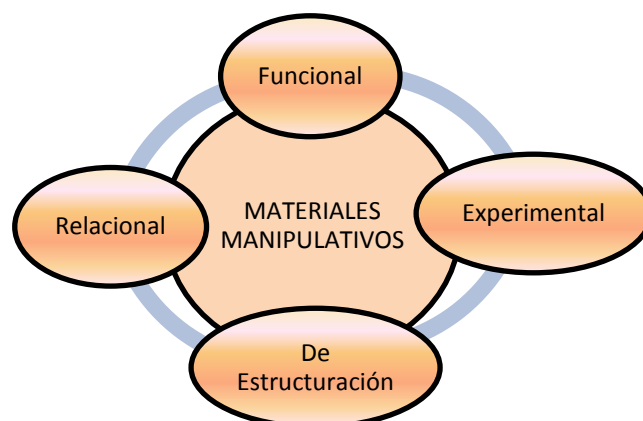 Funcional
Relacional
MATERIALES
MANIPULATIVOS
Experimental
De
Estructuración